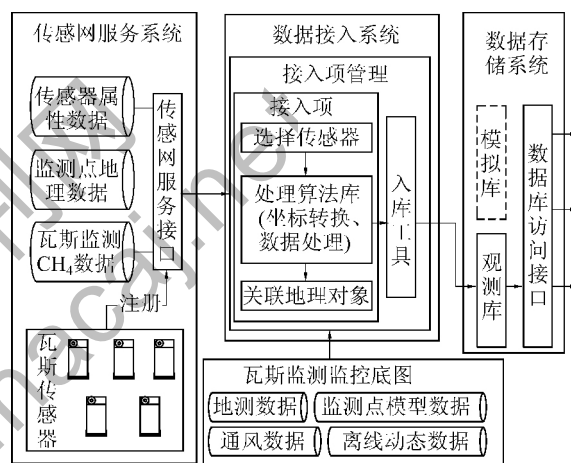 传感网服务系统
传感器属
性数据
监测点地
理数据
瓦斯监测
CH4数据
传感网服务接口
注册
瓦斯传感器
数据接入系统
接入项管理
接入项
选择传感器
处理算法库
(坐标转换、
数据处理)
关联地理对象
入库工具
数据存
储系统
模拟库
观测库
数据库访问接口
瓦斯监测监控底图
地测数据
监测点模型数据
通风数据
离线动态数据